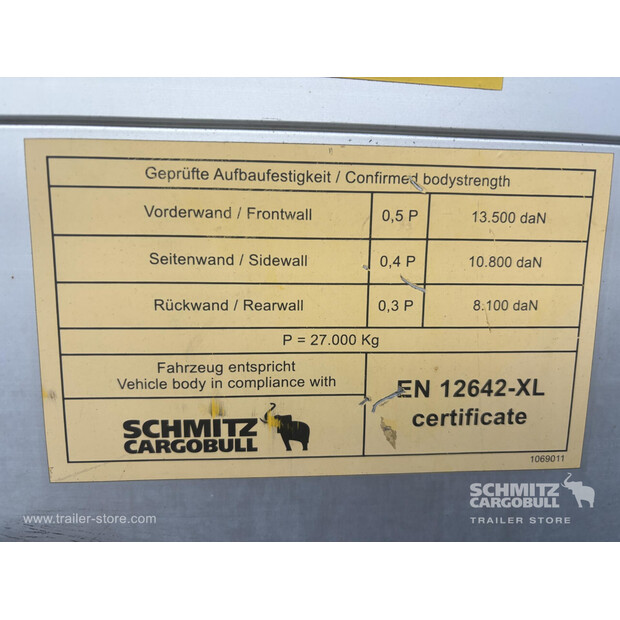 Geprüfte Aufbaufestigkeit / Confirmed bodystrength
Vorderwand / Frontwall 0,5 P 13.500 daN
Seitenwand / Sidewall 0,4 P 10.800 daN
Rückwand / Rearwall 0,3 P 8.100 daN
P = 27.000 Kg
Fahrzeug entspricht
Vehicle body in compliance with
EN 12642-XL
certificate
SCHMITZ
CARGOBULL
1069011
www.trailer-store.com
SCHMITZ
CARGOBULL
TRAILER STORE